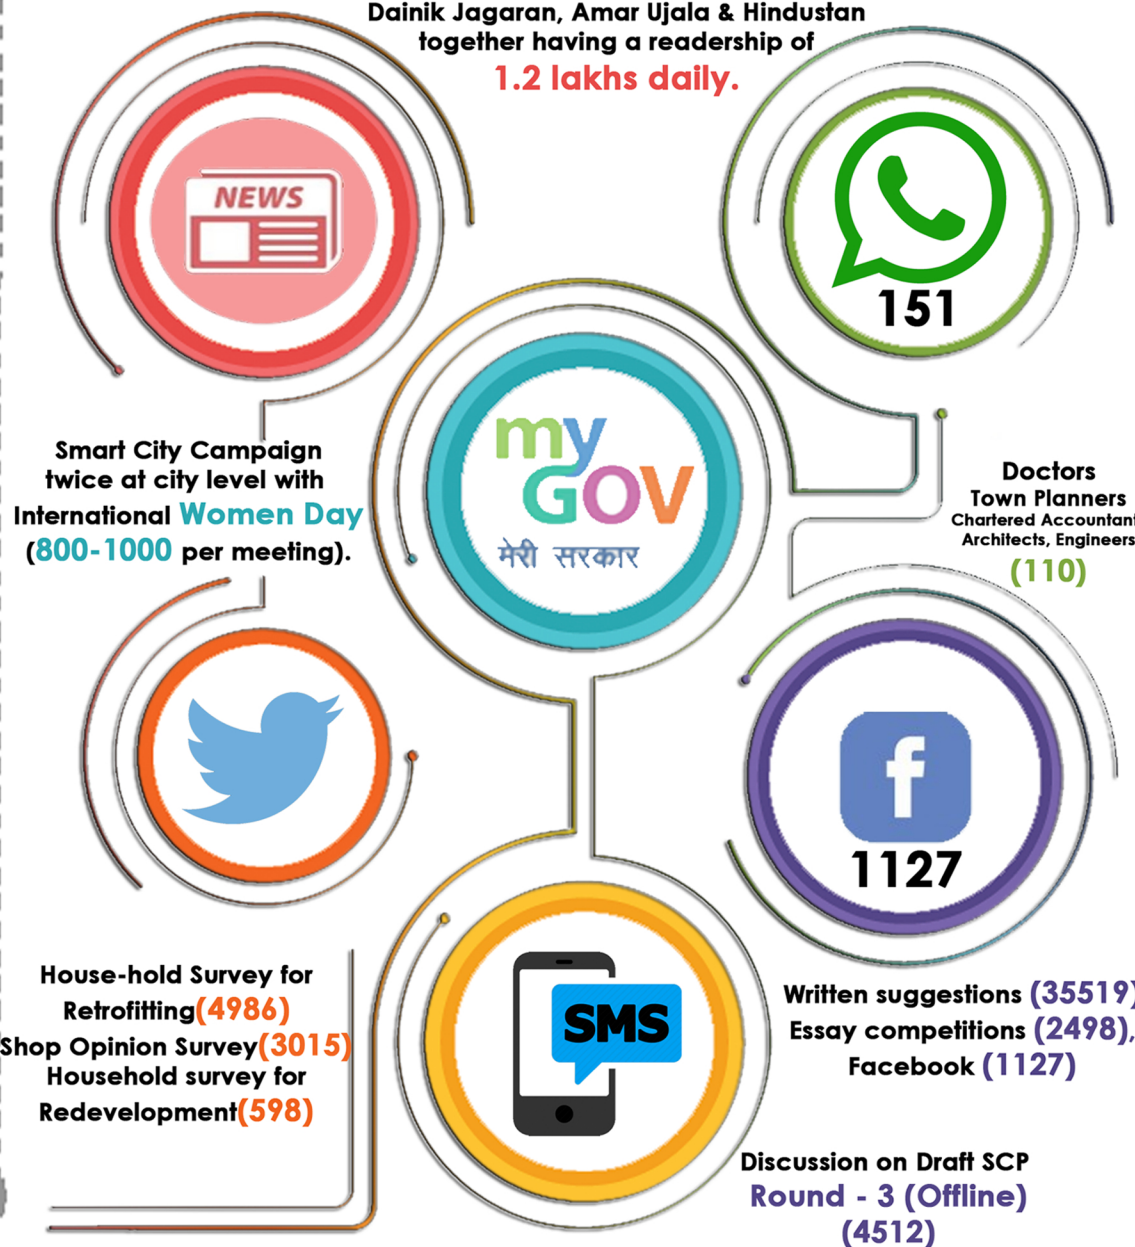 Dainik Jagaran, Amar Ujala & Hindustan
together having a readership of
1.2 lakhs daily.
NEWS
151
my
GOV
मेरी सरकार
Smart City Campaign
twice at city level with
International Women Day
(800-1000 per meeting).
Doctors
Town Planners
Chartered Accountant
Architects, Engineers
(110)
f
1127
SMS
House-hold Survey for
Retrofitting(4986)
Shop Opinion Survey(3015)
Household survey for
Redevelopment(598)
Written suggestions (35519)
Essay competitions (2498),
Facebook (1127)
Discussion on Draft SCP
Round - 3 (Offline)
(4512)